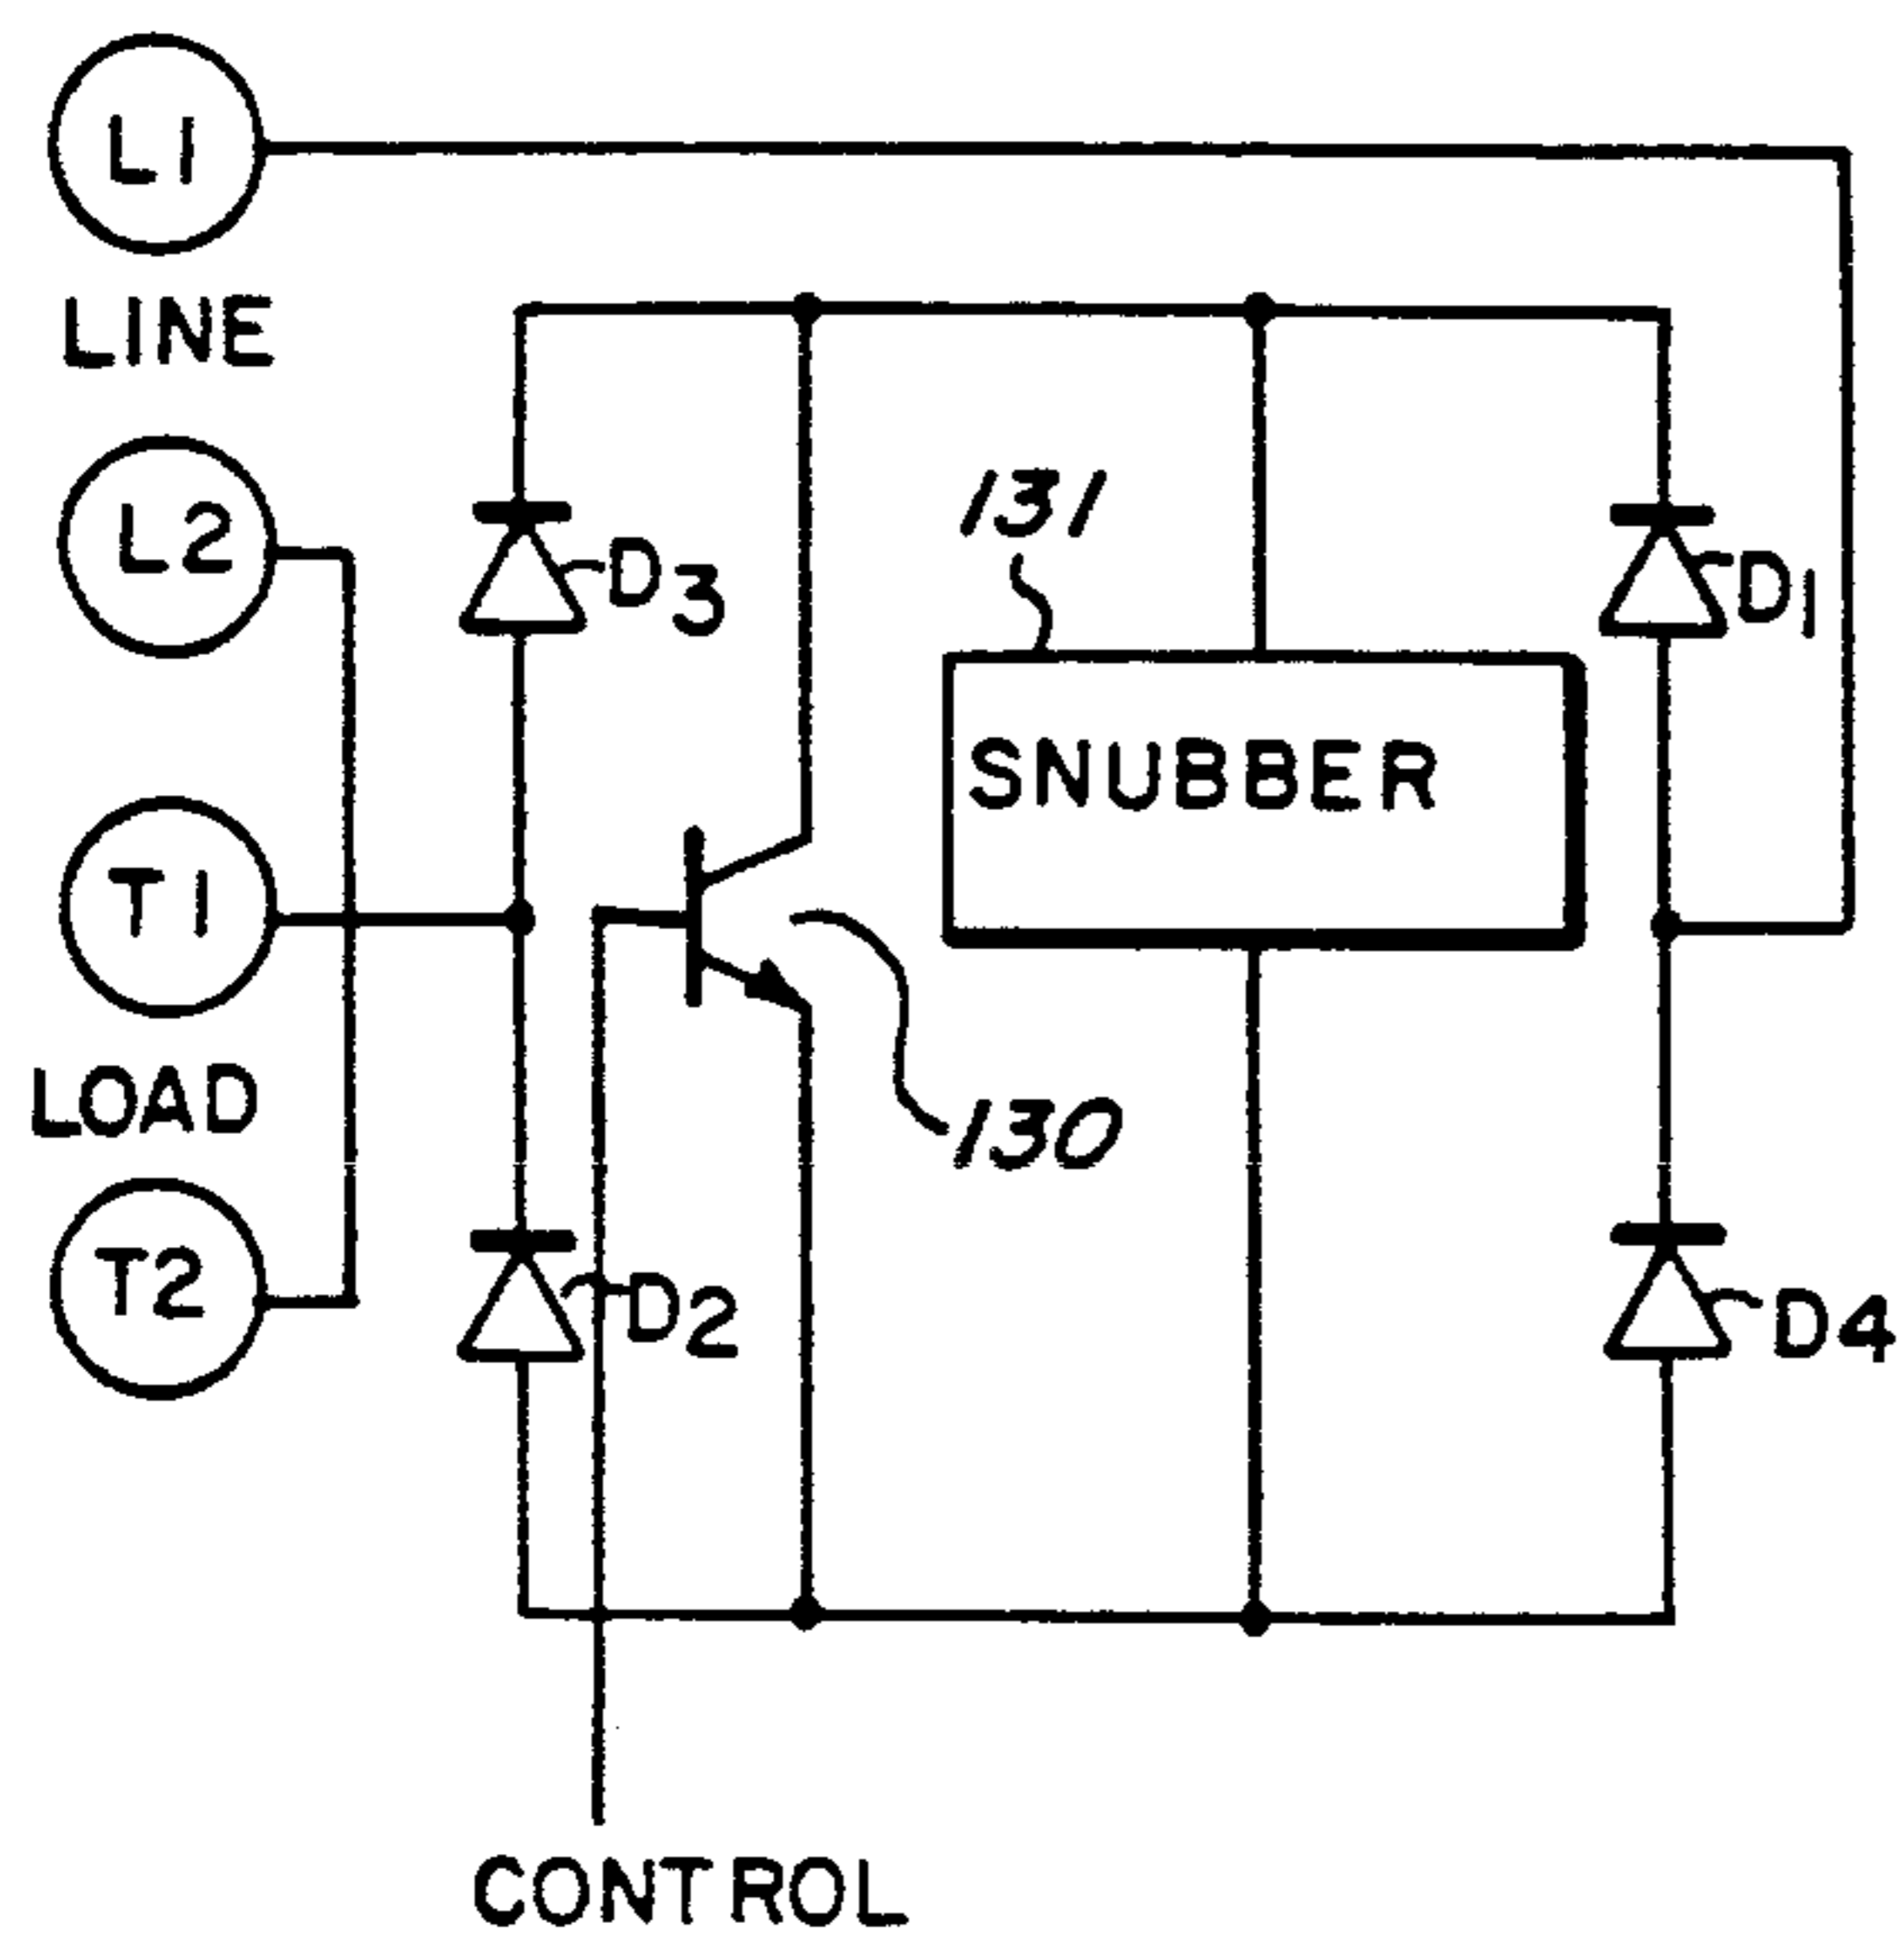 L1
LINE
L2
131
D3
D1
SNUBBER
T1
LOAD
130
T2
D2
D4
CONTROL